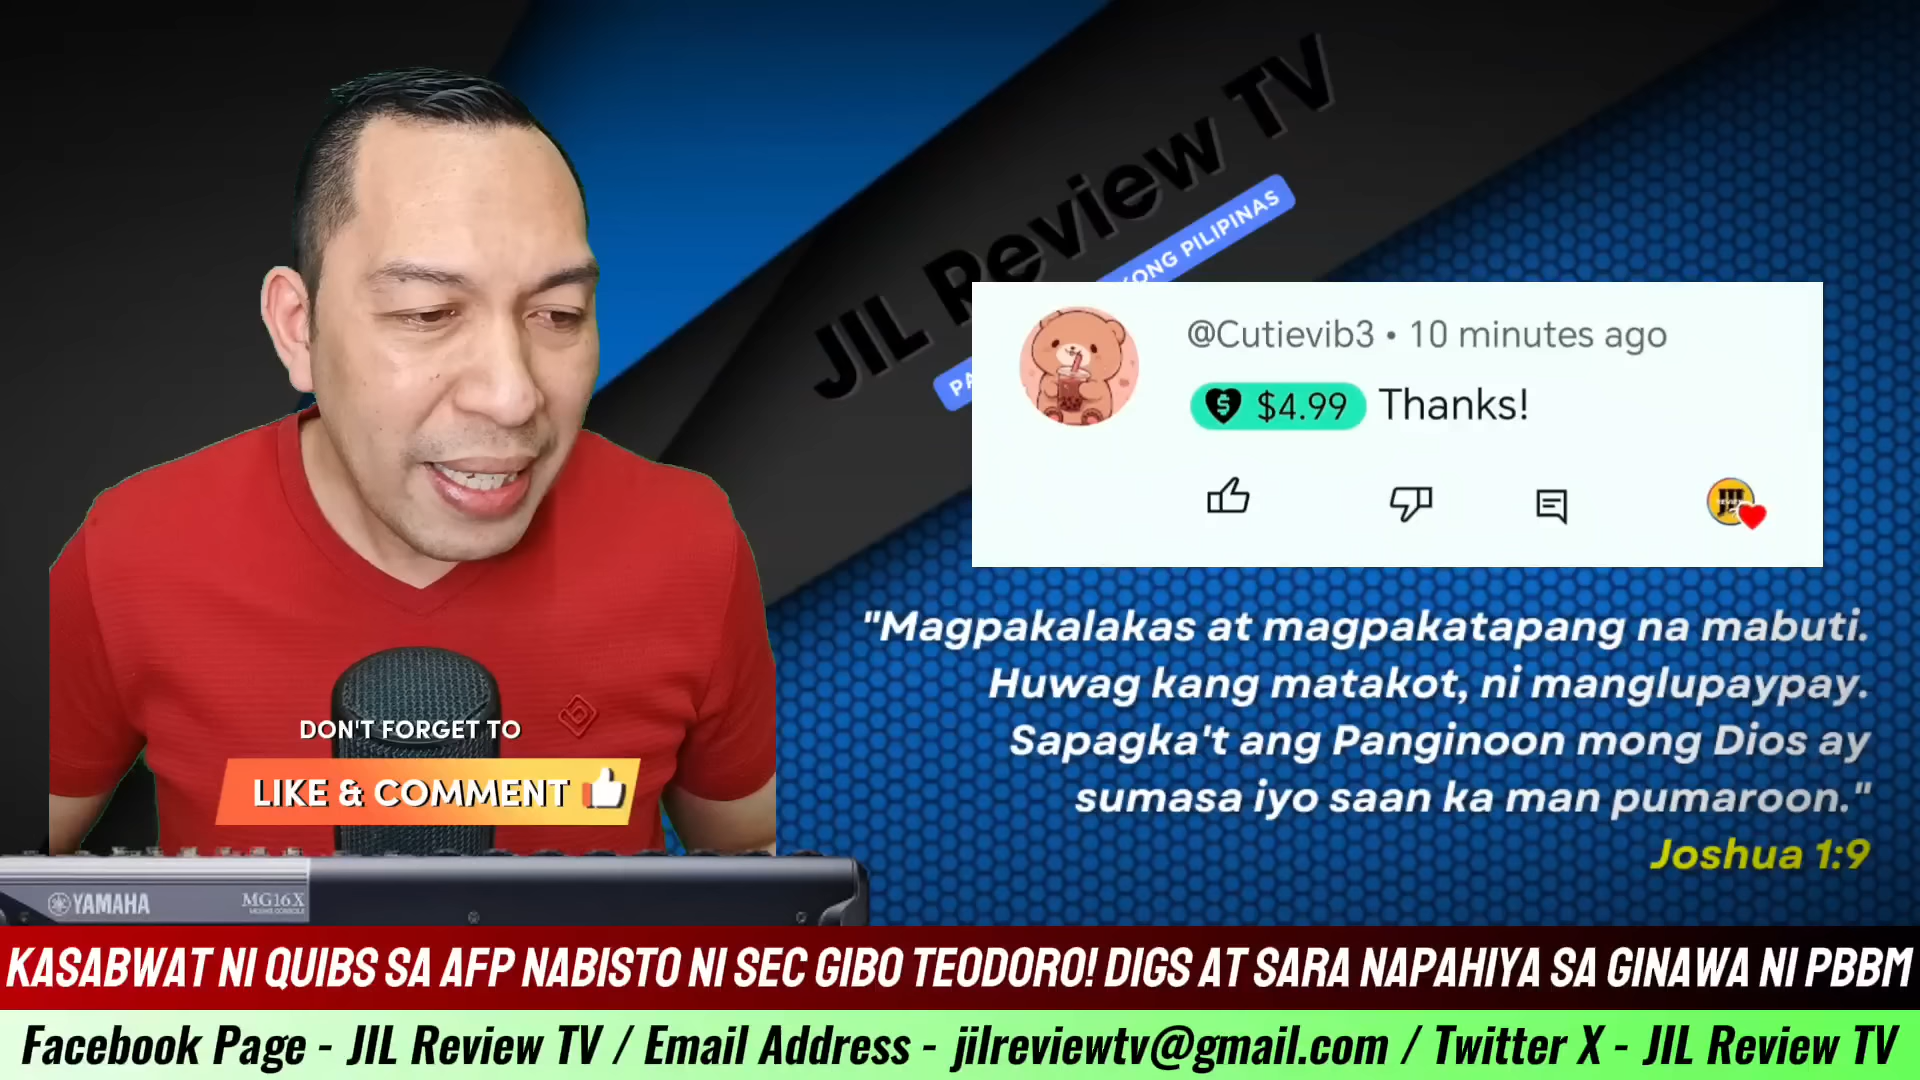 JIL Review TV
KONG PILIPINAS
PA
@Cutievib3 • 10 minutes ago
$4.99 Thanks!
"Magpakalakas at magpakatapang na mabuti.
Huwag kang matakot, ni manglupaypay.
Sapagka't ang Panginoon mong Dios ay
sumasa iyo saan ka man pumaroon."
Joshua 1:9
DON'T FORGET TO
LIKE & COMMENT
YAMAHA
MG16X
MIXING CONSOLE
KASABWAT NI QUIBS SA AFP NABISTO NI SEC GIBO TEODORO! DIGS AT SARA NAPAHIYA SA GINAWA NI PBBM
Facebook Page - JIL Review TV / Email Address - jilreviewtv@gmail.com / Twitter X - JIL Review TV